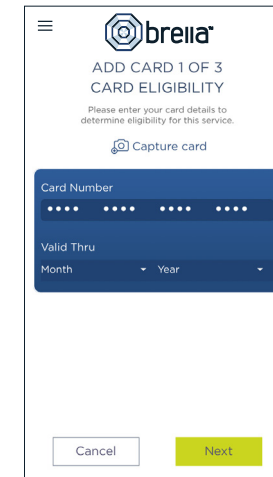 brella
ADD CARD 1 OF 3
CARD ELIGIBILITY
Please enter your card details to
determine eligibility for this service.
Capture card
Card Number
•••• •••• •••• ••••
Valid Thru
Month Year
Cancel Next